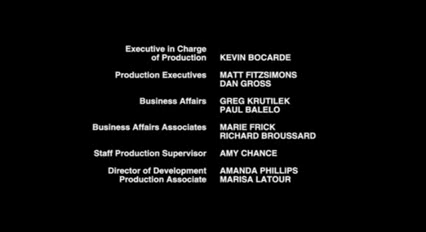 Executive in Charge
of Production KEVIN BOCARDE
Production Executives MATT FITZSIMONS
DAN GROSS
Business Affairs GREG KRUTILEK
PAUL BALELO
Business Affairs Associates MARIE FRICK
RICHARD BROUSSARD
Staff Production Supervisor AMY CHANCE
Director of Development AMANDA PHILLIPS
Production Associate MARISA LATOUR